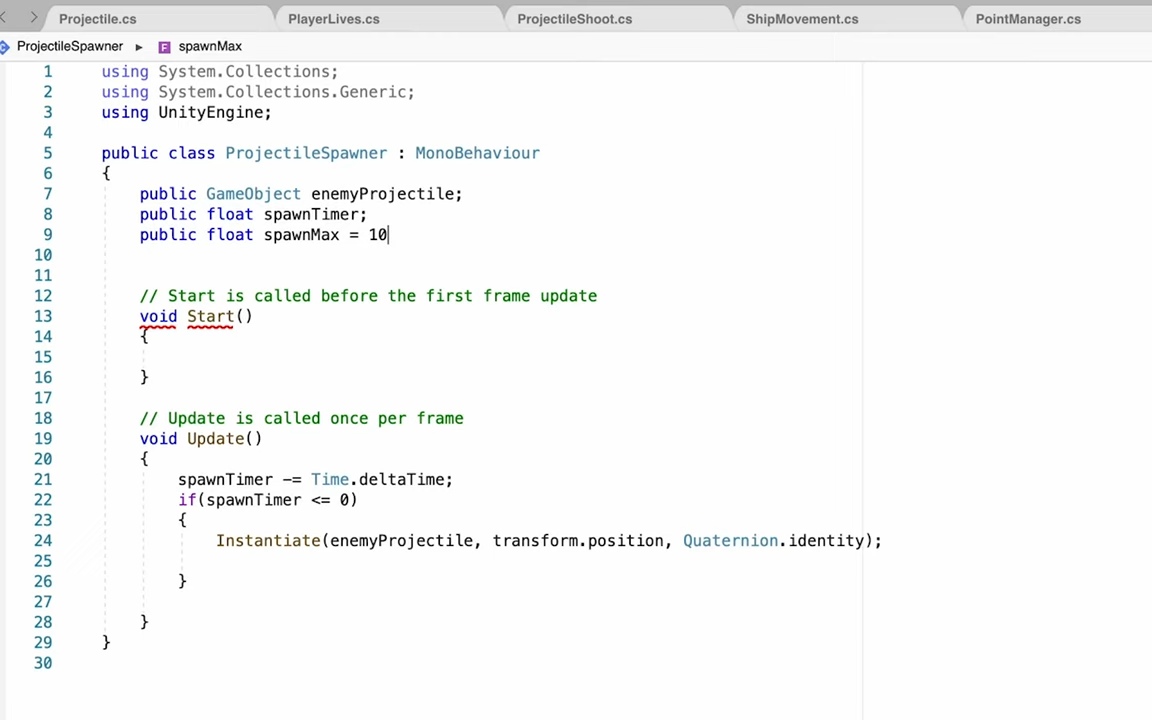 Projectile.cs PlayerLives.cs ProjectileShoot.cs ShipMovement.cs PointManager.cs
ProjectileSpawner ▸ F spawnMax
1 using System.Collections;
2 using System.Collections.Generic;
3 using UnityEngine;
4
5 public class ProjectileSpawner : MonoBehaviour
6 {
7 public GameObject enemyProjectile;
8 public float spawnTimer;
9 public float spawnMax = 10
10
11
12 // Start is called before the first frame update
13 void Start()
14 {
15
16 }
17
18 // Update is called once per frame
19 void Update()
20 {
21 spawnTimer -= Time.deltaTime;
22 if(spawnTimer <= 0)
23 {
24 Instantiate(enemyProjectile, transform.position, Quaternion.identity);
25
26 }
27
28 }
29 }
30